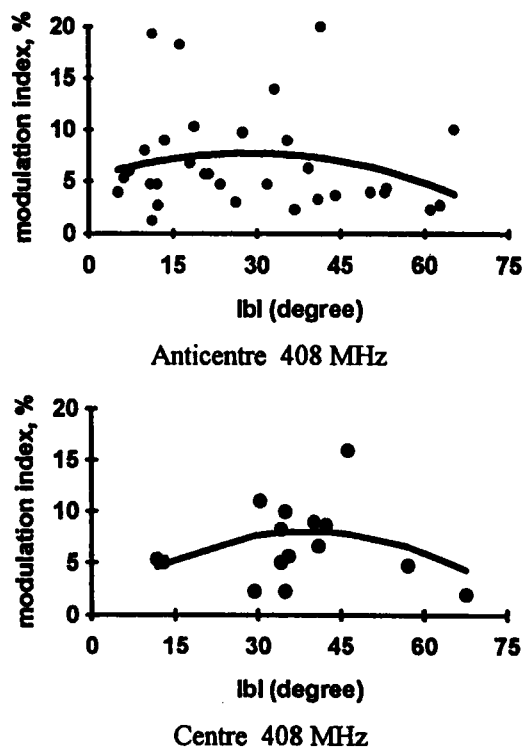 20
15
10
5
0
modulation index, %
0 15 30 45 60 75
lbl (degree)
Anticentre 408 MHz
20
15
10
5
0
modulation index, %
0 15 30 45 60 75
lbl (degree)
Centre 408 MHz